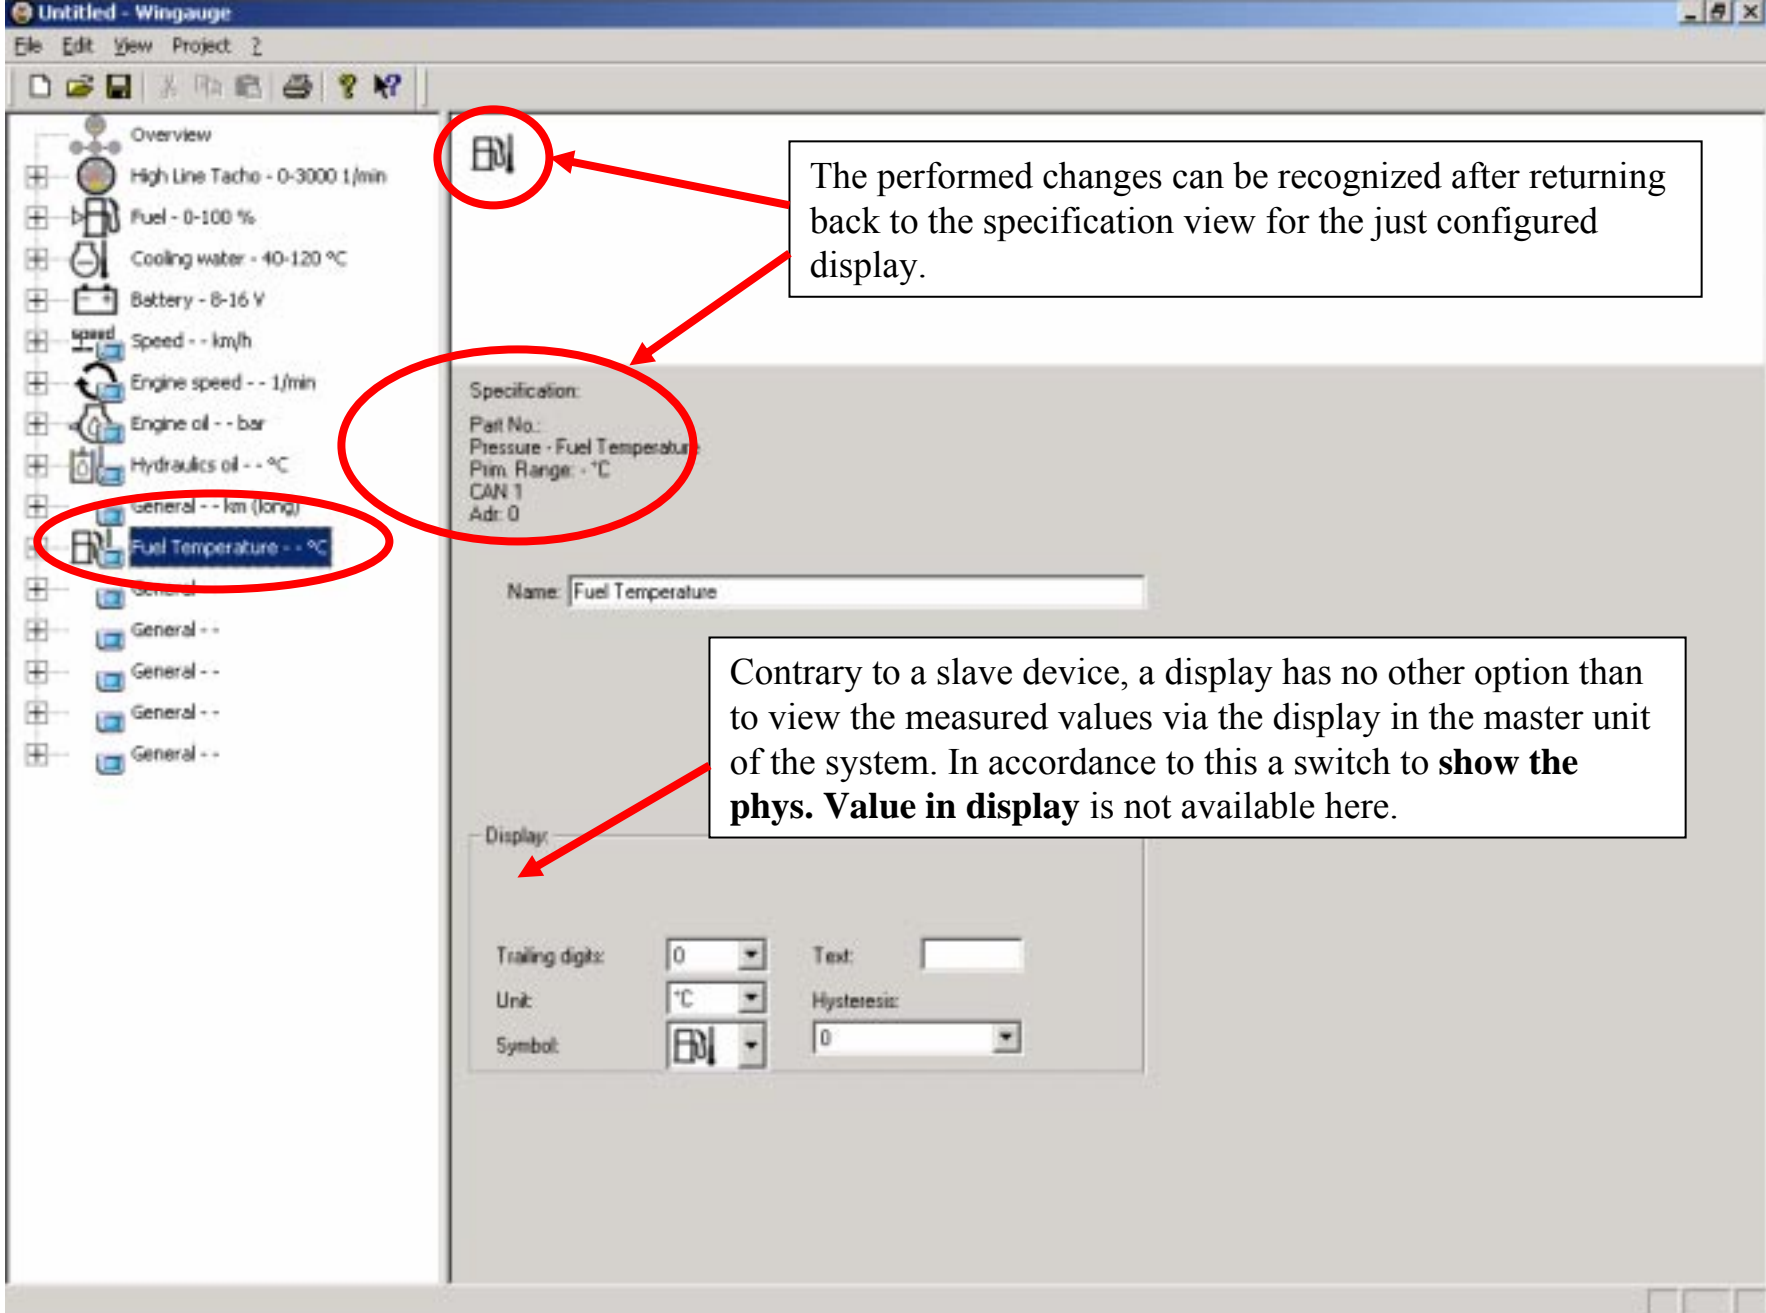 Untitled - Wingauge
File Edit View Project ?
Overview
High Line Tacho - 0-3000 1/min
Fuel - 0-100 %
Cooling water - 40-120 °C
Battery - 8-16 V
speed
Speed - - km/h
Engine speed - - 1/min
Engine oil - - bar
Hydraulics oil - - °C
General - - km (long)
Fuel Temperature - - °C
General - -
General - -
General - -
General - -
General - -
The performed changes can be recognized after returning
back to the specification view for the just configured
display.
Specification:
Part No.:
Pressure - Fuel Temperature
Prim. Range: - °C
CAN 1
Adr: 0
Name: Fuel Temperature
Contrary to a slave device, a display has no other option than
to view the measured values via the display in the master unit
of the system. In accordance to this a switch to show the
phys. Value in display is not available here.
Display:
Trailing digits: 0 Text:
Unit: °C Hysteresis:
Symbol: 0